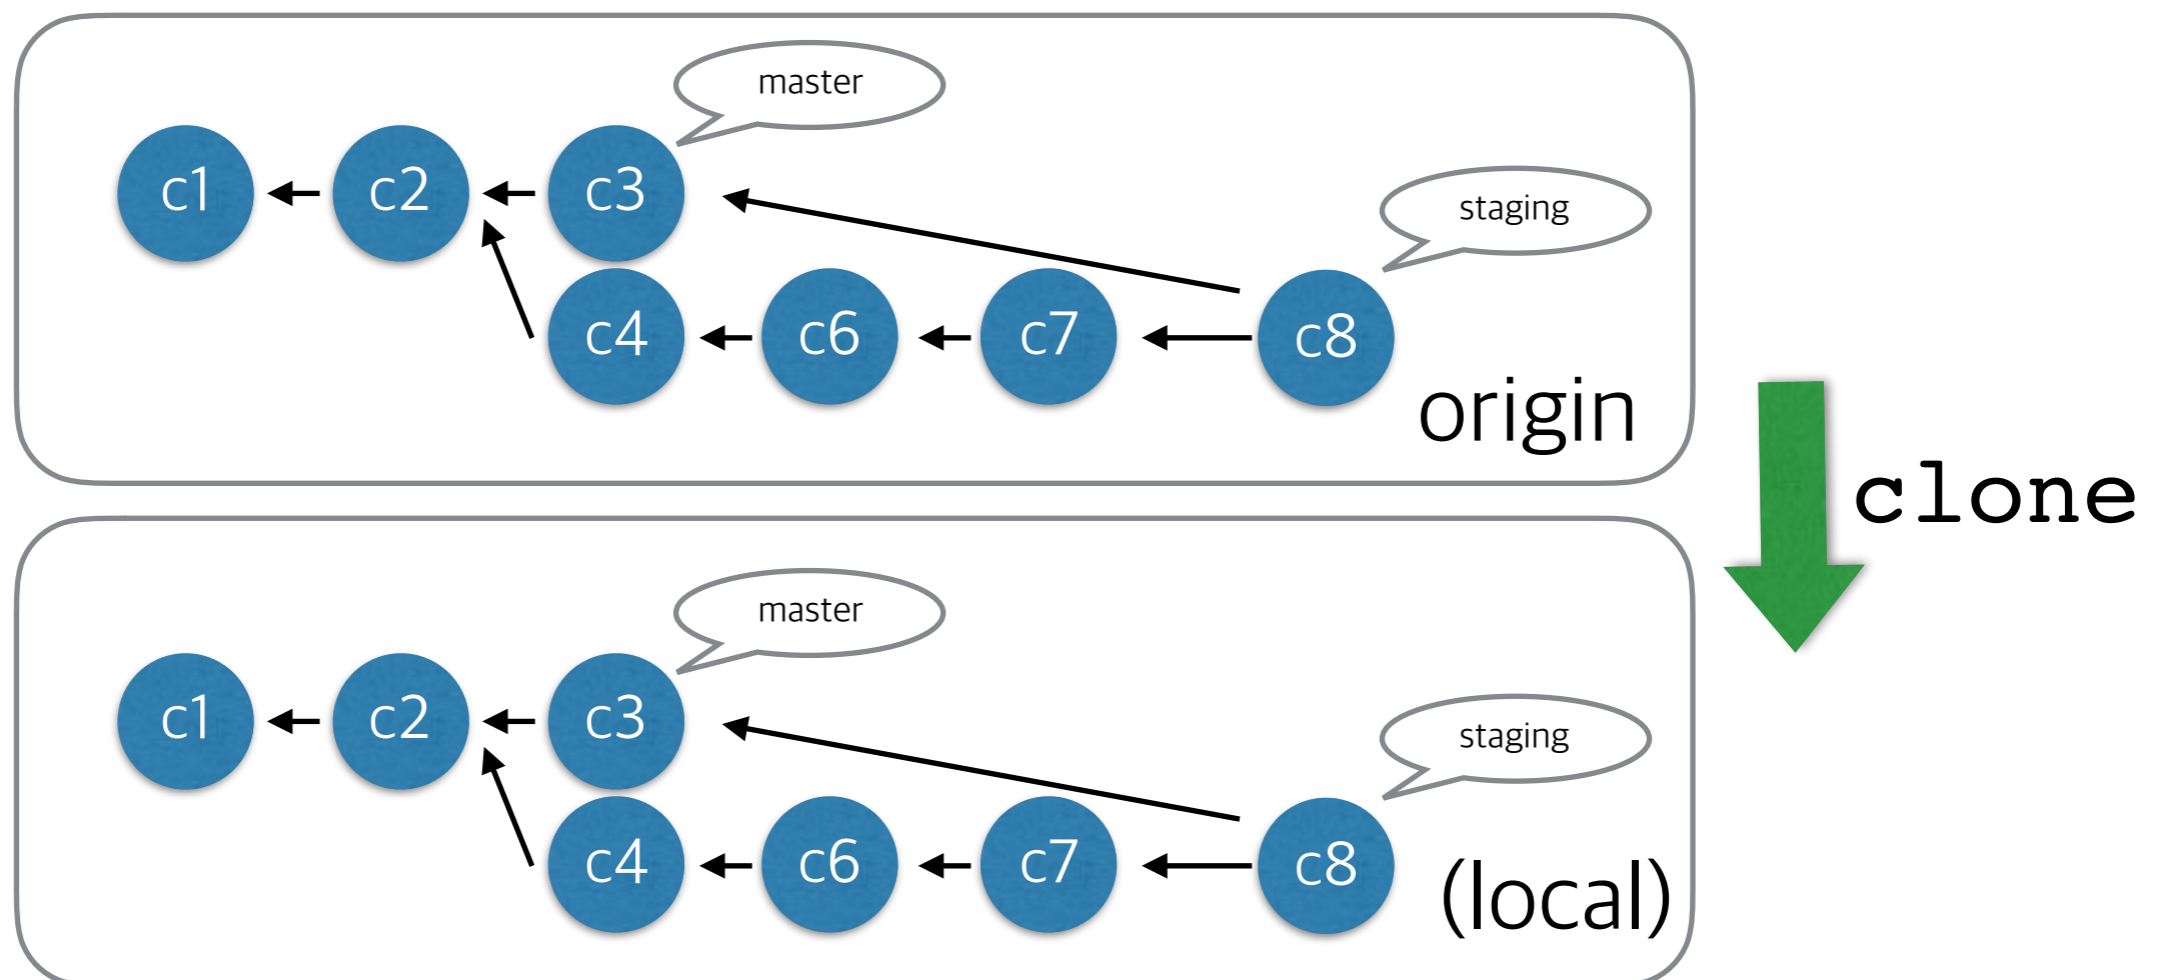 master
c1
c2
c3
staging
c4
c6
c7
c8
origin
clone
master
c1
c2
c3
staging
c4
c6
c7
c8
(local)